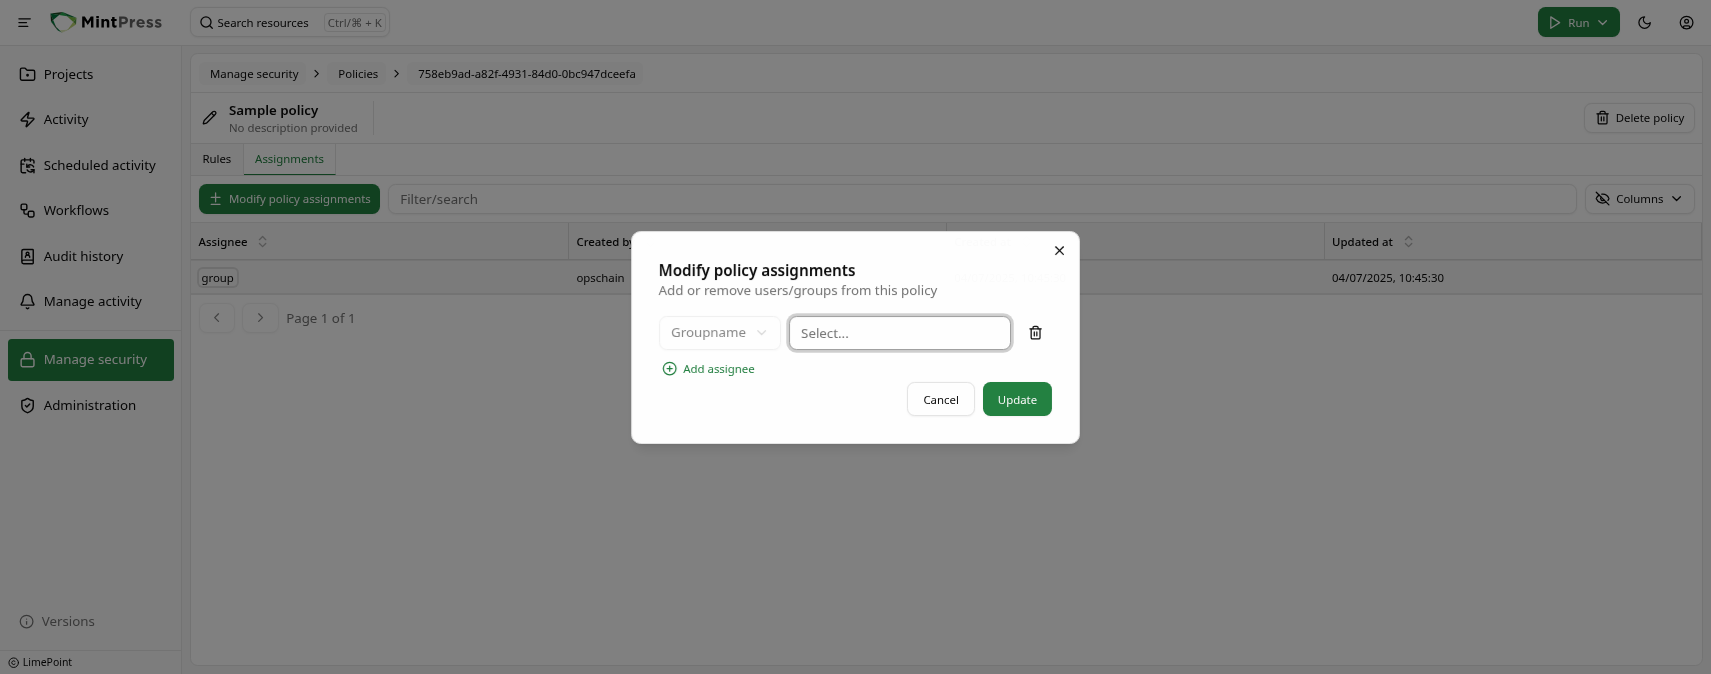 MintPress
Search resources
Ctrl/⌘ + K
Run
Projects
Activity
Scheduled activity
Workflows
Audit history
Manage activity
Manage security
Administration
Versions
© LimePoint
Manage security > Policies > 758eb9ad-a82f-4931-84d0-0bc947dceefa
Sample policy
No description provided
Delete policy
Rules
Assignments
Modify policy assignments
Filter/search
Columns
Assignee
Created by
Updated at
group
opschain
04/07/2025, 10:45:30
Page 1 of 1
Modify policy assignments
Add or remove users/groups from this policy
Groupname
Select...
Add assignee
Cancel
Update